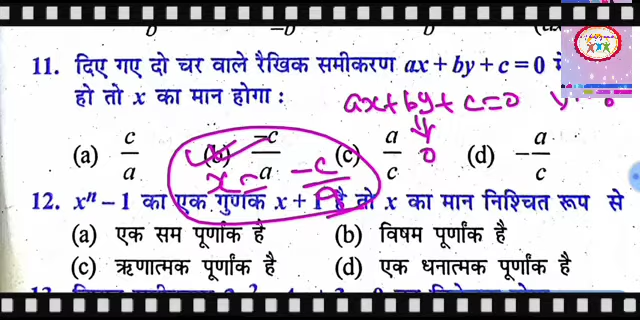 11. दिए गए दो चर वाले रैखिक समीकरण ax + by + c = 0 में
हो तो x का मान होगा :
ax+by+c=0
(a) c/a (b) -c/a (c) a/c (d) -a/c
0
x = -c/a
12. xⁿ – 1 का एक गुणांक x + 1 है तो x का मान निश्चित रूप से
(a) एक सम पूर्णांक है (b) विषम पूर्णांक है
(c) ऋणात्मक पूर्णांक है (d) एक धनात्मक पूर्णांक है